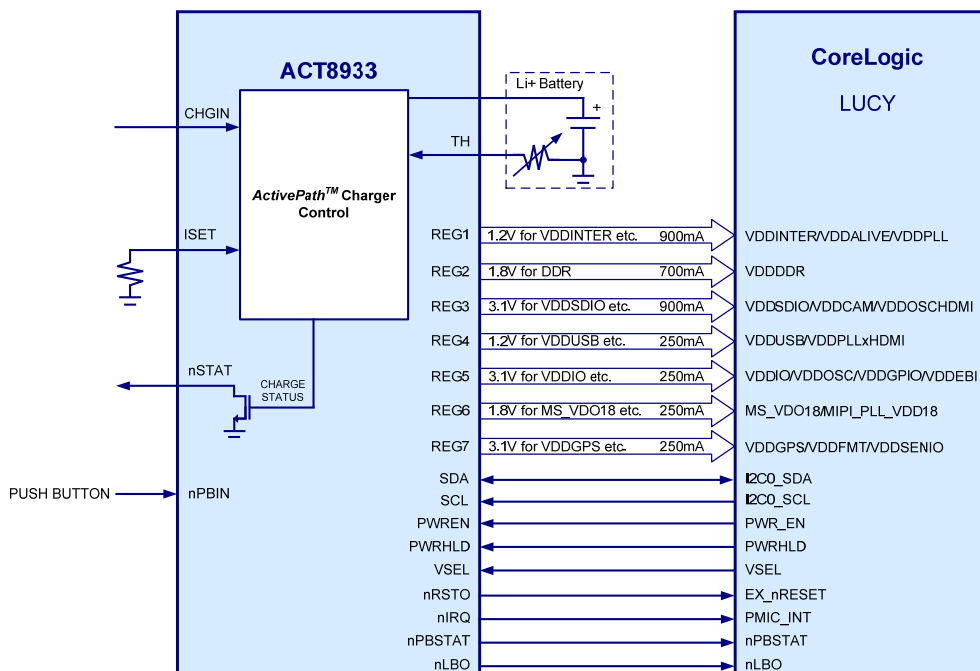 ACT8933
CoreLogic
LUCY
Li+ Battery
+
CHGIN
TH
ActivePath™ Charger
Control
ISET
REG1 1.2V for VDDINTER etc. 900mA VDDINTER/VDDALIVE/VDDPLL
REG2 1.8V for DDR 700mA VDDDDR
REG3 3.1V for VDDSDIO etc. 900mA VDDSDIO/VDDCAM/VDDOSCHDMI
REG4 1.2V for VDDUSB etc. 250mA VDDUSB/VDDPLLxHDMI
REG5 3.1V for VDDIO etc. 250mA VDDIO/VDDOSC/VDDGPIO/VDDEBI
REG6 1.8V for MS_VDO18 etc. 250mA MS_VDO18/MIPI_PLL_VDD18
REG7 3.1V for VDDGPS etc. 250mA VDDGPS/VDDFMT/VDDSENIO
nSTAT
CHARGE
STATUS
PUSH BUTTON nPBIN
SDA I2C0_SDA
SCL I2C0_SCL
PWREN PWR_EN
PWRHLD PWRHLD
VSEL VSEL
nRSTO EX_nRESET
nIRQ PMIC_INT
nPBSTAT nPBSTAT
nLBO nLBO